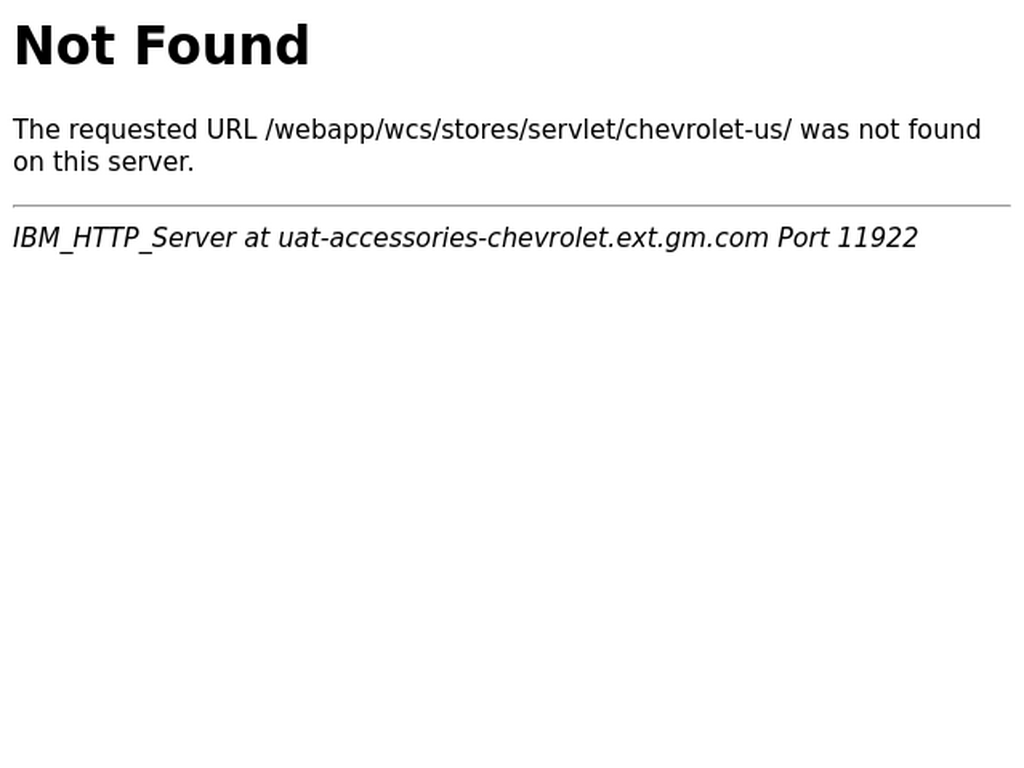 Not Found
The requested URL /webapp/wcs/stores/servlet/chevrolet-us/ was not found
on this server.
IBM_HTTP_Server at uat-accessories-chevrolet.ext.gm.com Port 11922